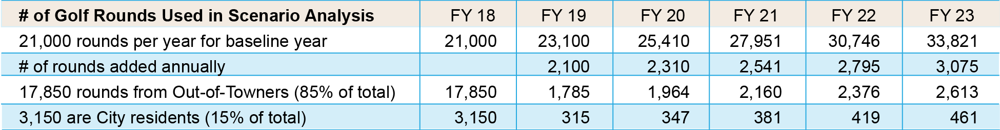 # of Golf Rounds Used in Scenario Analysis FY 18 FY 19 FY 20 FY 21 FY 22 FY 23
21,000 rounds per year for baseline year 21,000 23,100 25,410 27,951 30,746 33,821
# of rounds added annually 2,100 2,310 2,541 2,795 3,075
17,850 rounds from Out-of-Towners (85% of total) 17,850 1,785 1,964 2,160 2,376 2,613
3,150 are City residents (15% of total) 3,150 315 347 381 419 461